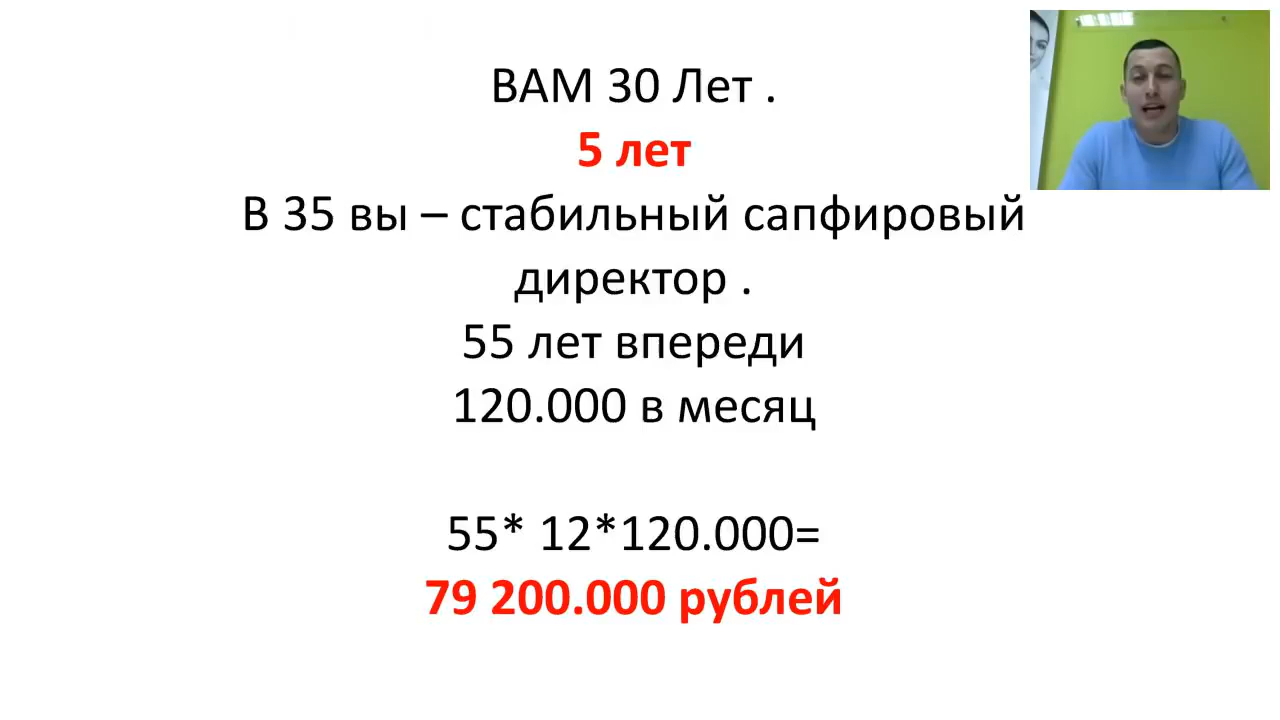 ВАМ 30 Лет .
5 лет
В 35 вы – стабильный сапфировый
директор .
55 лет впереди
120.000 в месяц
55* 12*120.000=
79 200.000 рублей